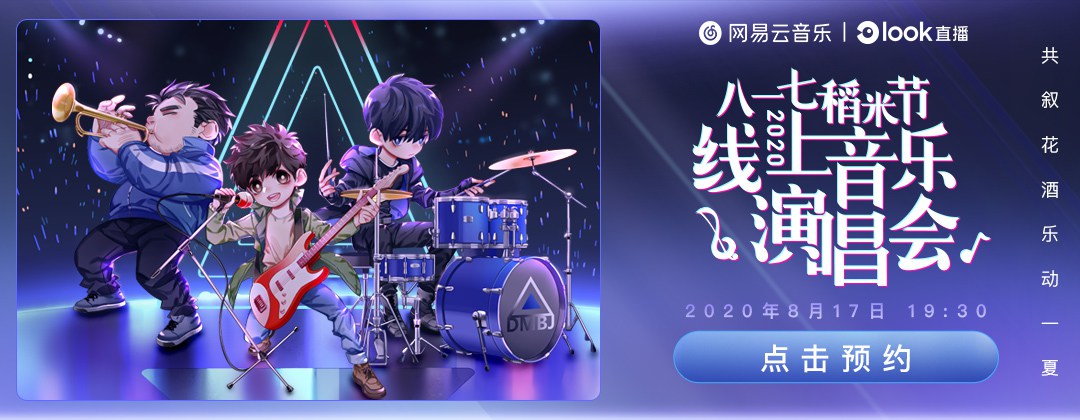 网易云音乐 | look直播
八一七稻米节
2020
线上音乐
演唱会
2020年8月17日 19:30
点击预约
共叙花酒乐动一夏
DMBJ